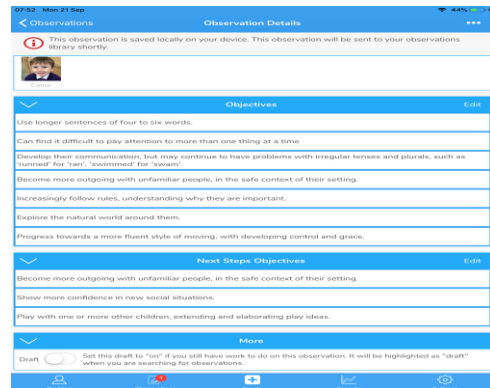 07:52 Mon 21 Sep
44%
Observations
Observation Details
This observation is saved locally on your device. This observation will be sent to your observations
library shortly.
Conor
Objectives
Edit
Use longer sentences of four to six words.
Can find it difficult to pay attention to more than one thing at a time
Develop their communication, but may continue to have problems with irregular tenses and plurals, such as
'runned' for 'ran', 'swimmed' for 'swam'.
Become more outgoing with unfamiliar people, in the safe context of their setting.
Increasingly follow rules, understanding why they are important.
Explore the natural world around them.
Progress towards a more fluent style of moving, with developing control and grace.
Next Steps Objectives
Edit
Become more outgoing with unfamiliar people, in the safe context of their setting.
Show more confidence in new social situations.
Play with one or more other children, extending and elaborating play ideas.
More
Draft
Set this draft to "on" if you still have work to do on this observation. It will be highlighted as "draft"
when you are searching for observations.